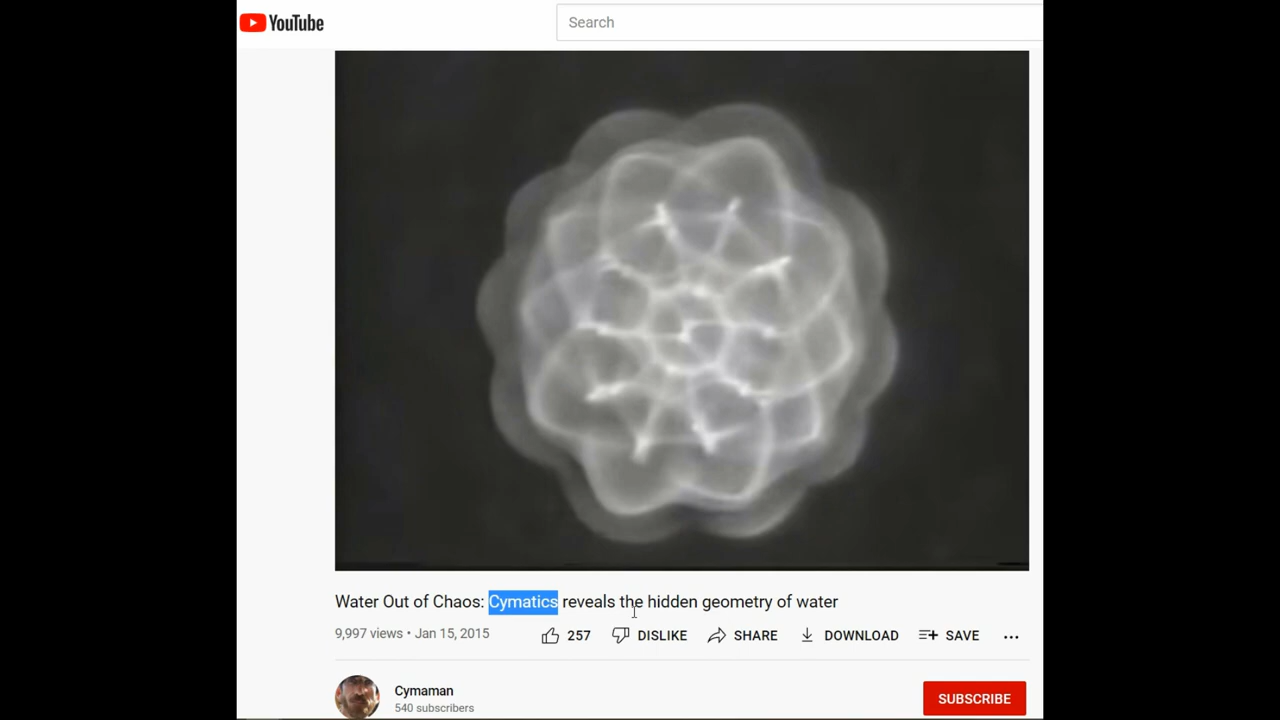 YouTube
Search
Water Out of Chaos: Cymatics reveals the hidden geometry of water
9,997 views • Jan 15, 2015
257
DISLIKE
SHARE
DOWNLOAD
SAVE
Cymaman
540 subscribers
SUBSCRIBE